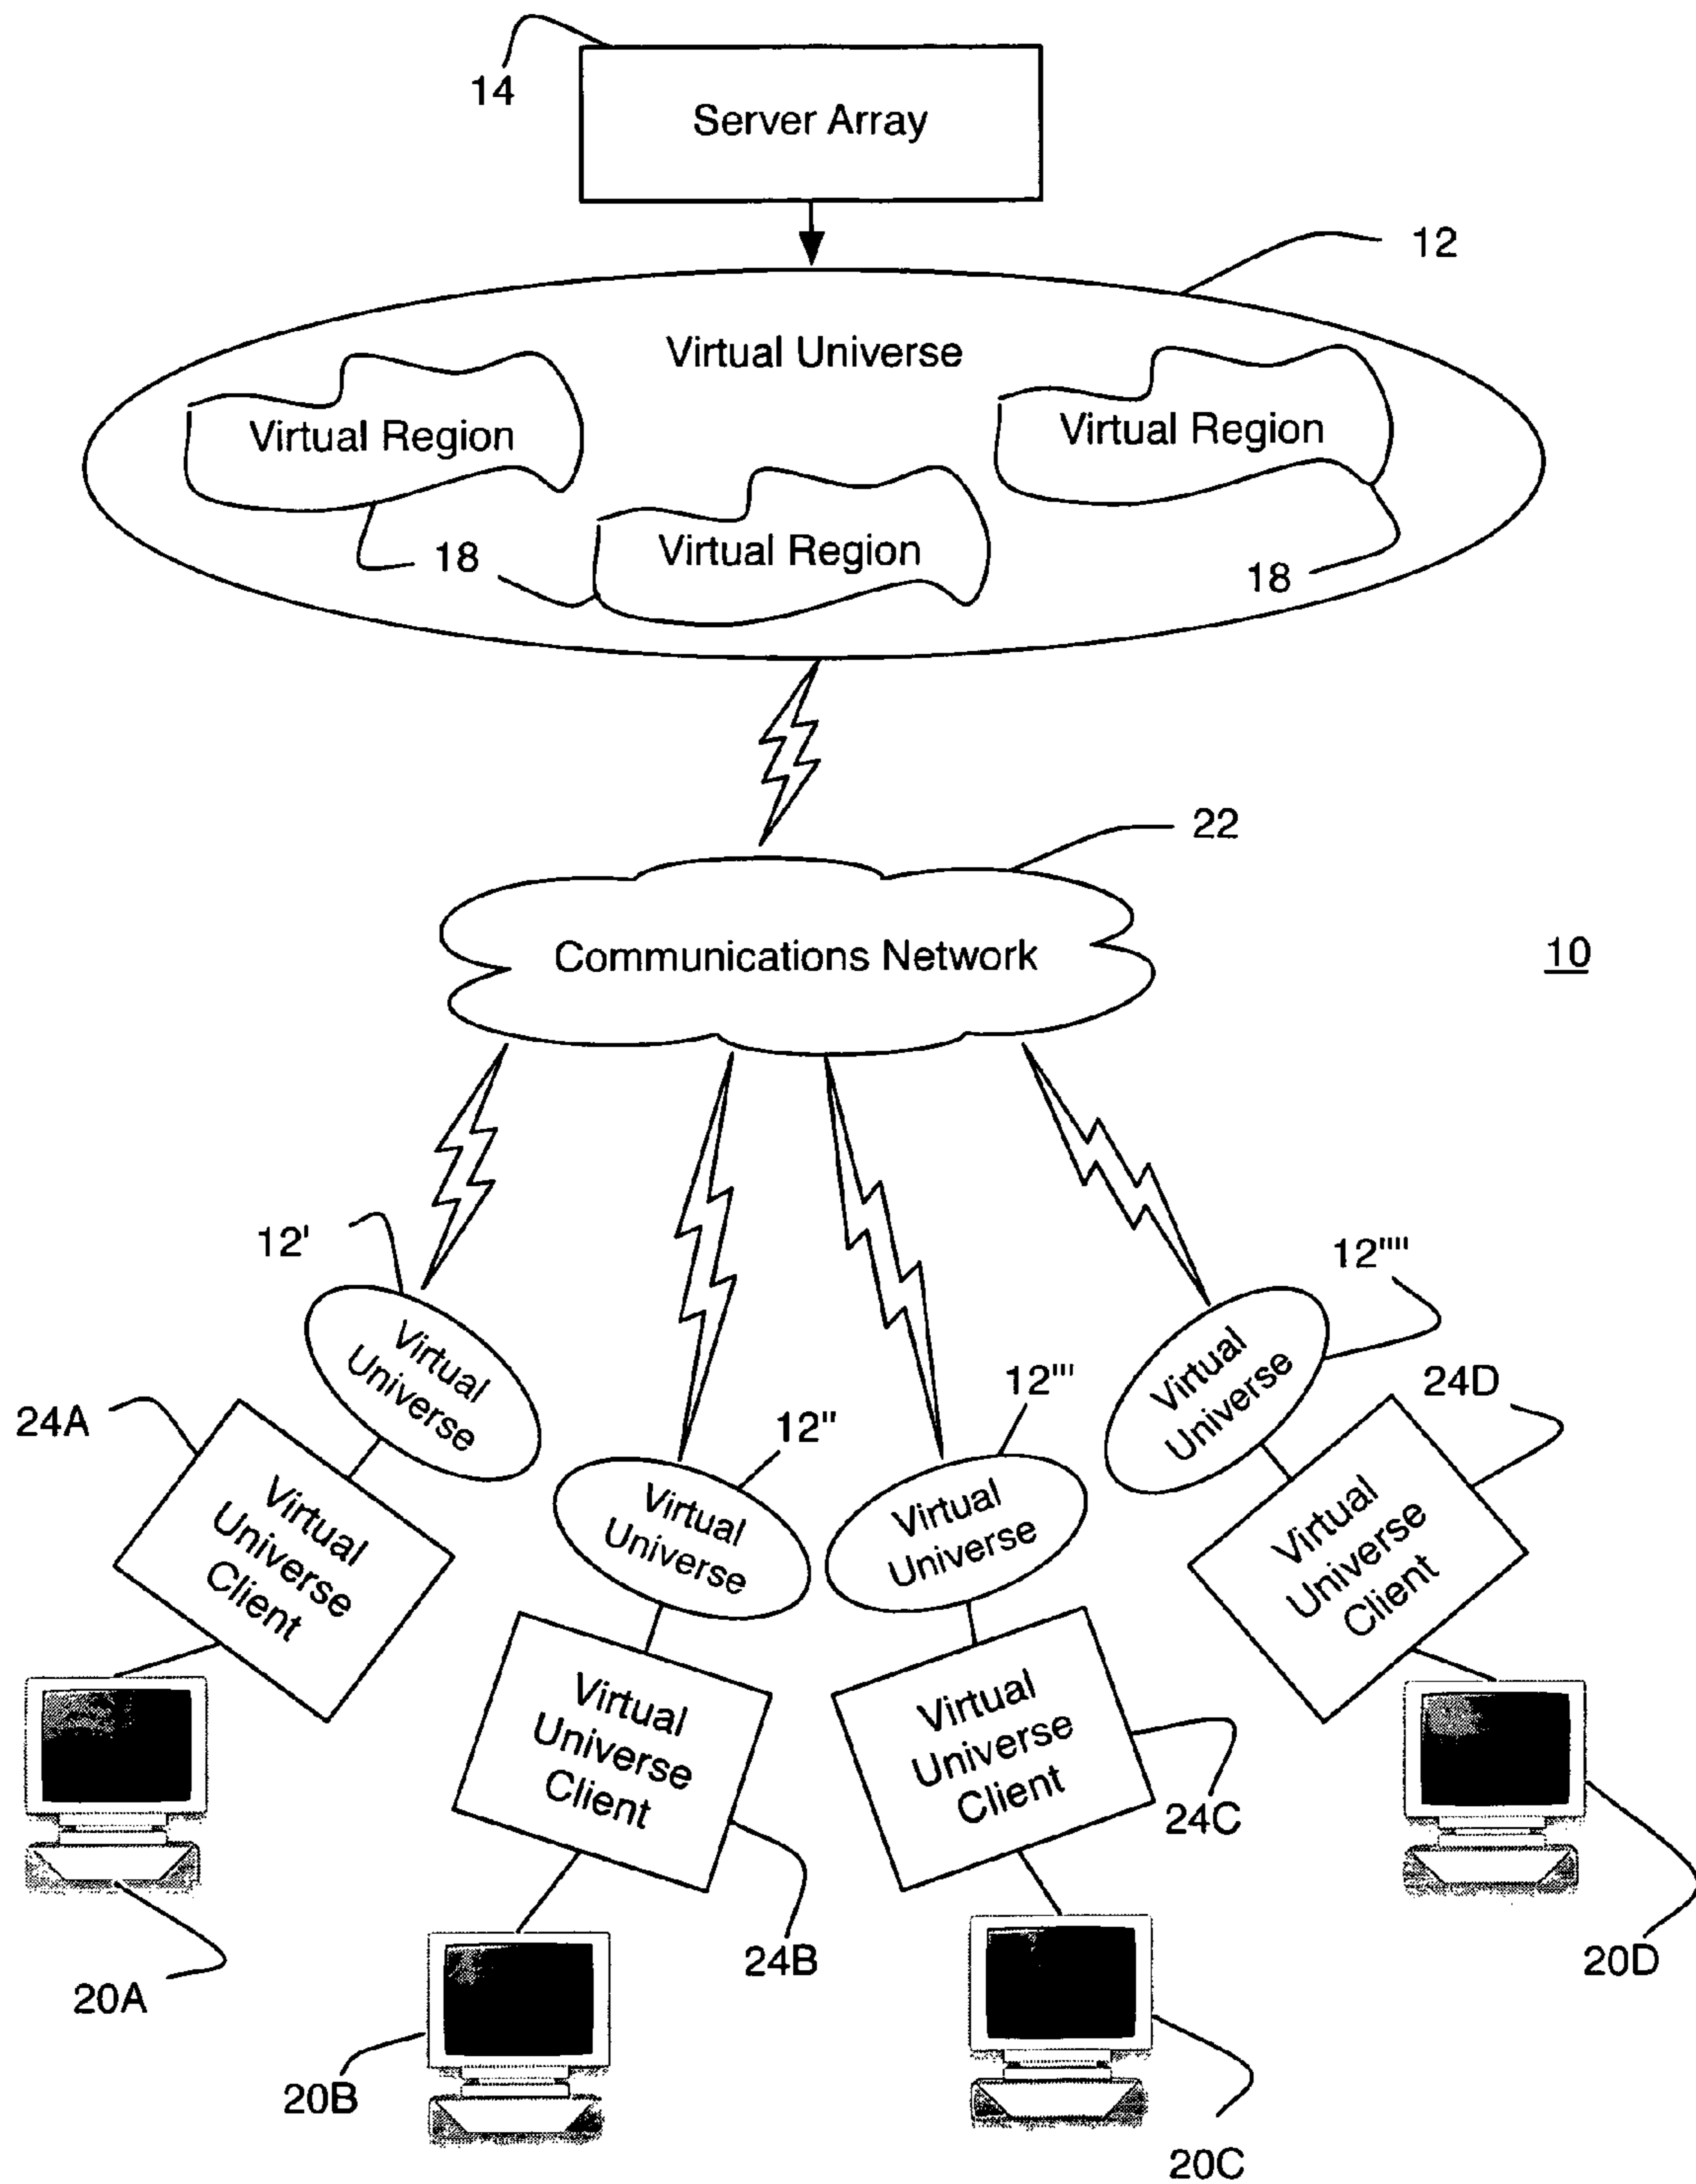 14
Server Array
12
Virtual Universe
Virtual Region
Virtual Region
Virtual Region
18
18
22
Communications Network
10
12'
Virtual
Universe
12''
Virtual
Universe
12'''
Virtual
Universe
12''''
Virtual
Universe
24A
Virtual
Universe
Client
24B
Virtual
Universe
Client
24C
Virtual
Universe
Client
24D
Virtual
Universe
Client
20A
20B
20C
20D